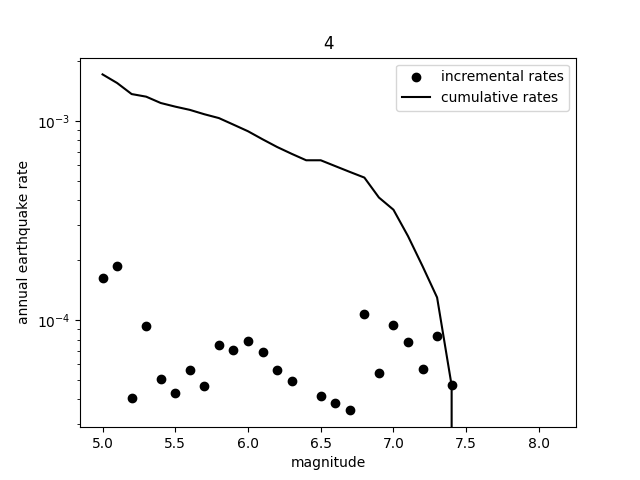 4
incremental rates
cumulative rates
annual earthquake rate
10⁻³
10⁻⁴
5.0 5.5 6.0 6.5 7.0 7.5 8.0
magnitude